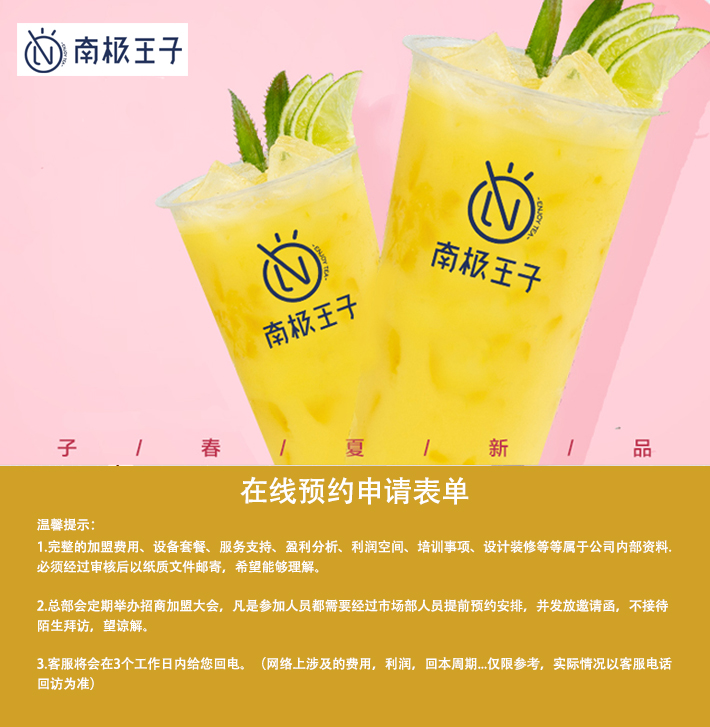 南极王子
ENJOY TEA
ENJOY TEA
南极王子
ENJOY TEA
南极王子
子/春/夏/新/品
在线预约申请表单
温馨提示：
1.完整的加盟费用、设备套餐、服务支持、盈利分析、利润空间、培训事项、设计装修等等属于公司内部资料.
必须经过审核后以纸质文件邮寄，希望能够理解。
2.总部会定期举办招商加盟大会，凡是参加人员都需要经过市场部人员提前预约安排，并发放邀请函，不接待
陌生拜访，望谅解。
3.客服将会在3个工作日内给您回电。（网络上涉及的费用，利润，回本周期...仅限参考，实际情况以客服电话
回访为准）